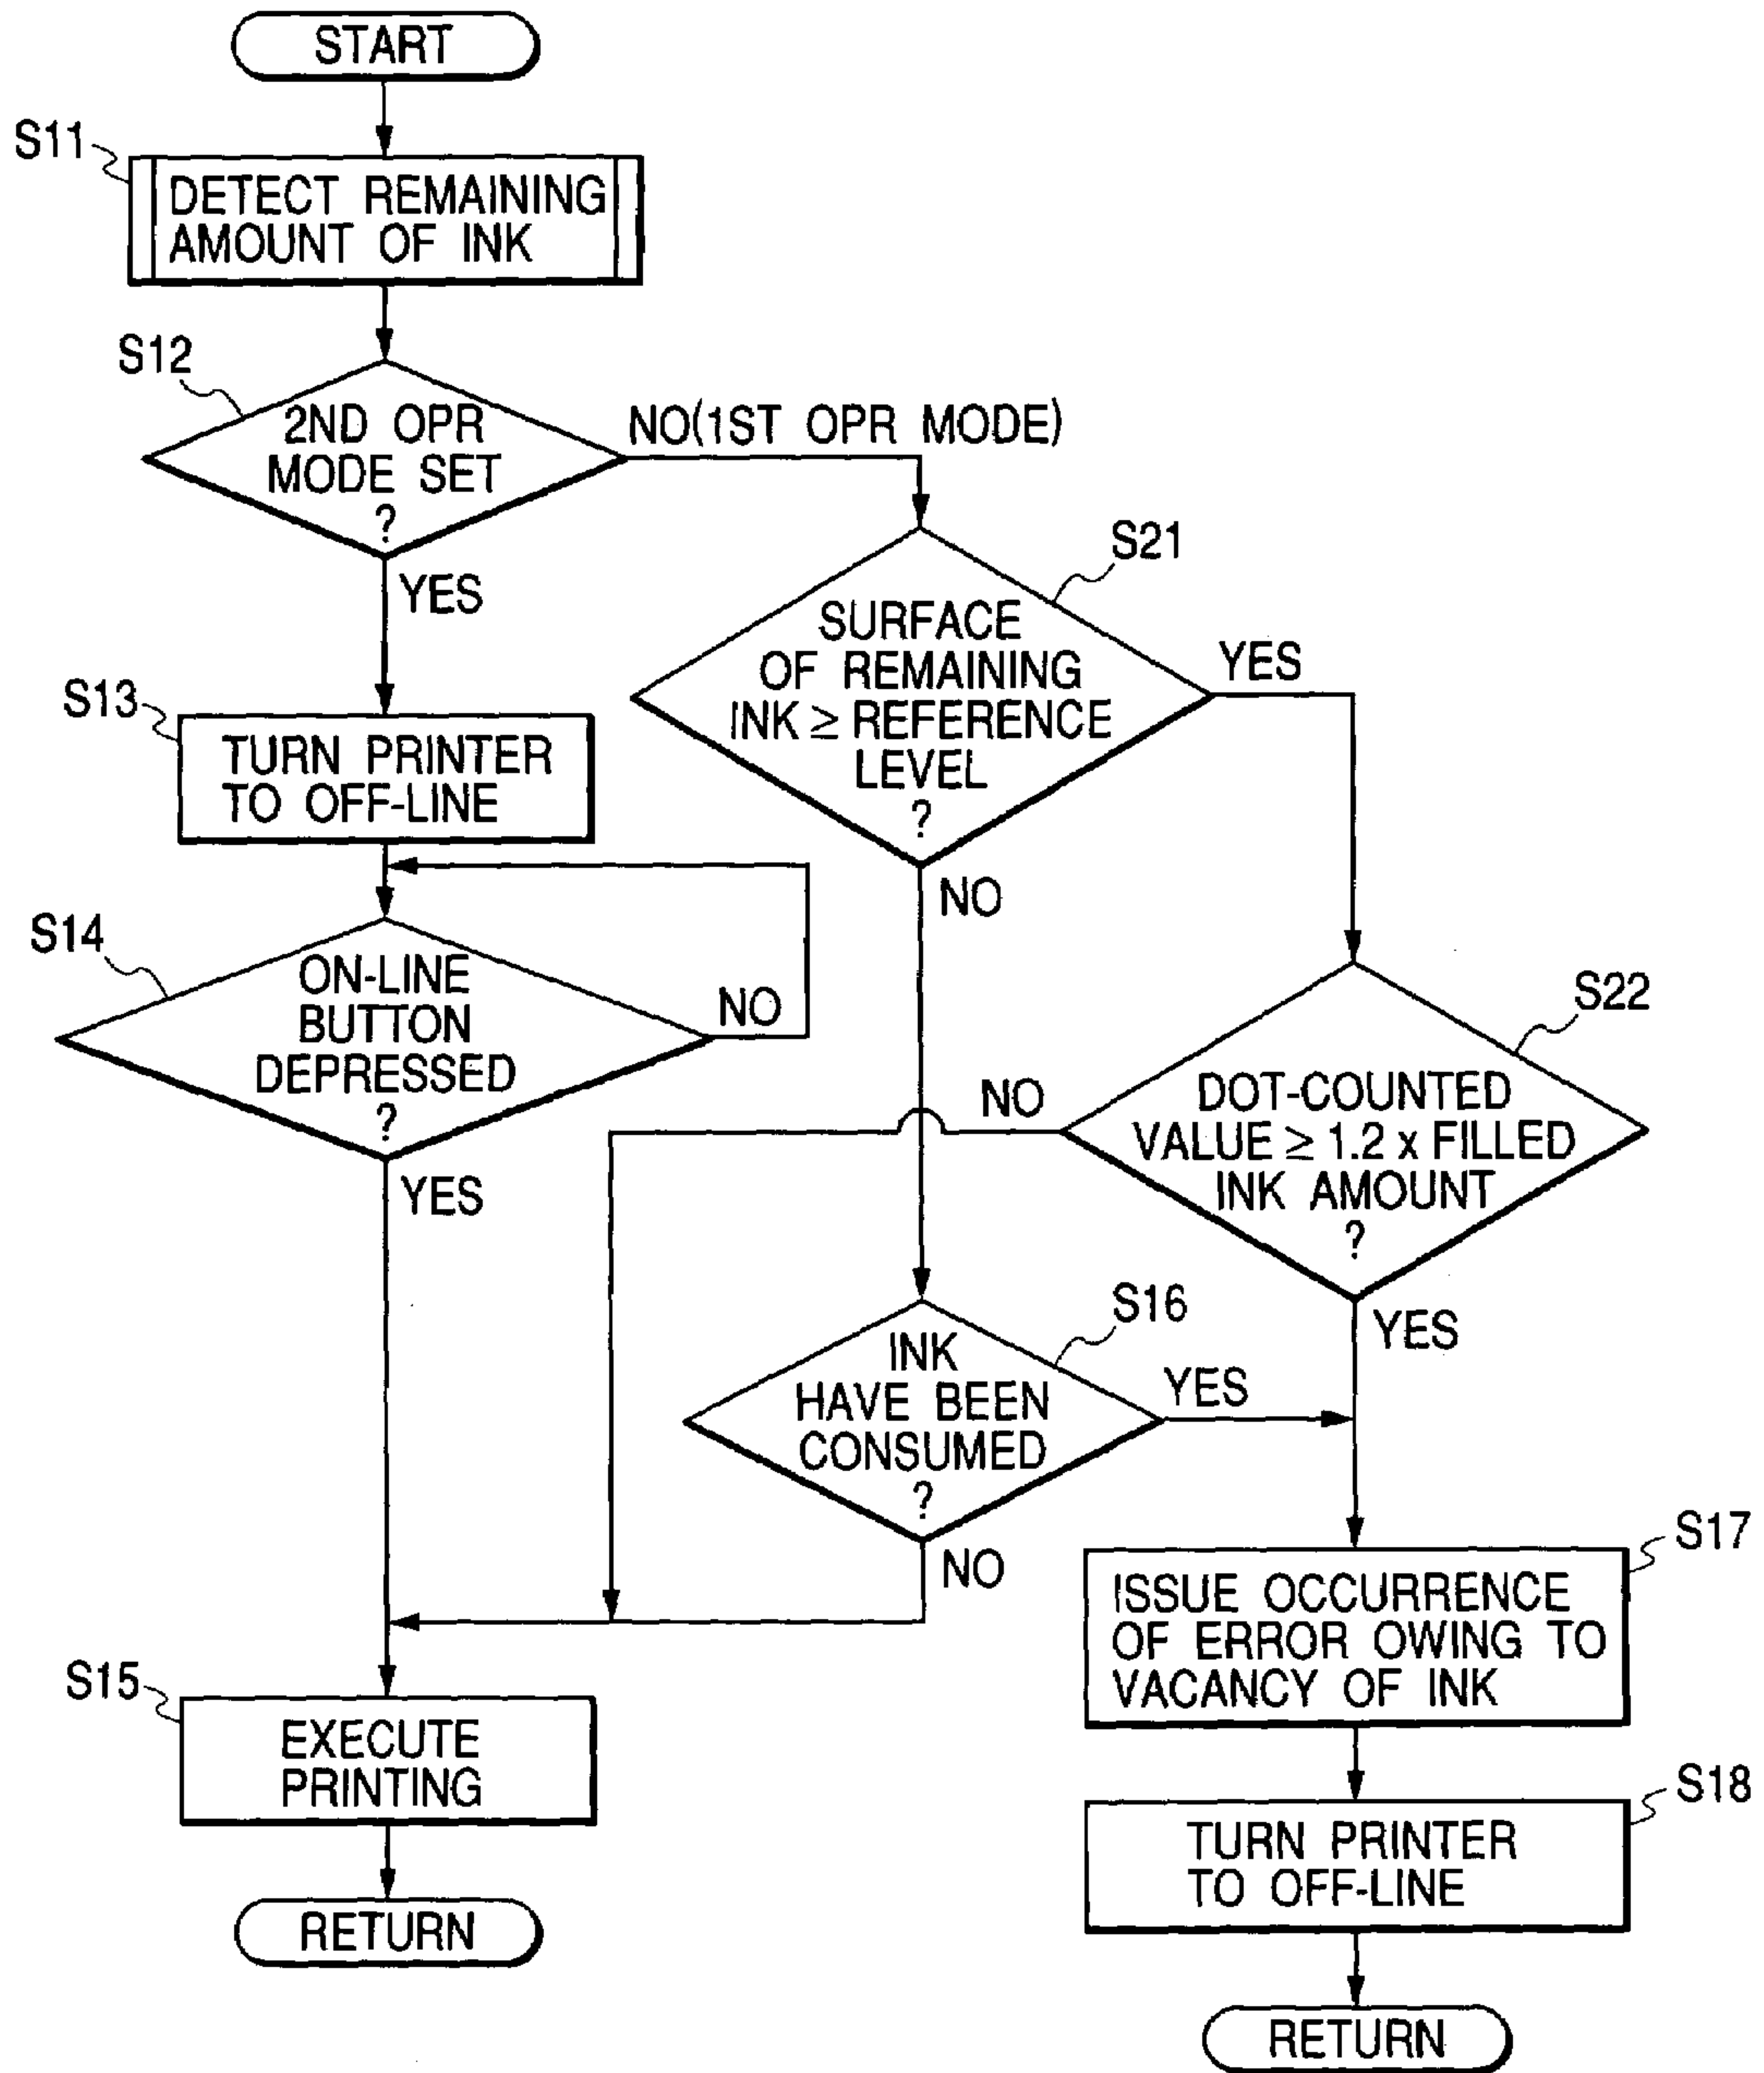 START
S11
DETECT REMAINING
AMOUNT OF INK
S12
2ND OPR
MODE SET
?
NO(1ST OPR MODE)
YES
S21
SURFACE
OF REMAINING
INK ≥ REFERENCE
LEVEL
?
YES
NO
S13
TURN PRINTER
TO OFF-LINE
S14
ON-LINE
BUTTON
DEPRESSED
?
NO
YES
S22
DOT-COUNTED
VALUE ≥ 1.2 x FILLED
INK AMOUNT
?
NO
YES
S16
INK
HAVE BEEN
CONSUMED
?
YES
NO
S17
ISSUE OCCURRENCE
OF ERROR OWING TO
VACANCY OF INK
S15
EXECUTE
PRINTING
S18
TURN PRINTER
TO OFF-LINE
RETURN
RETURN